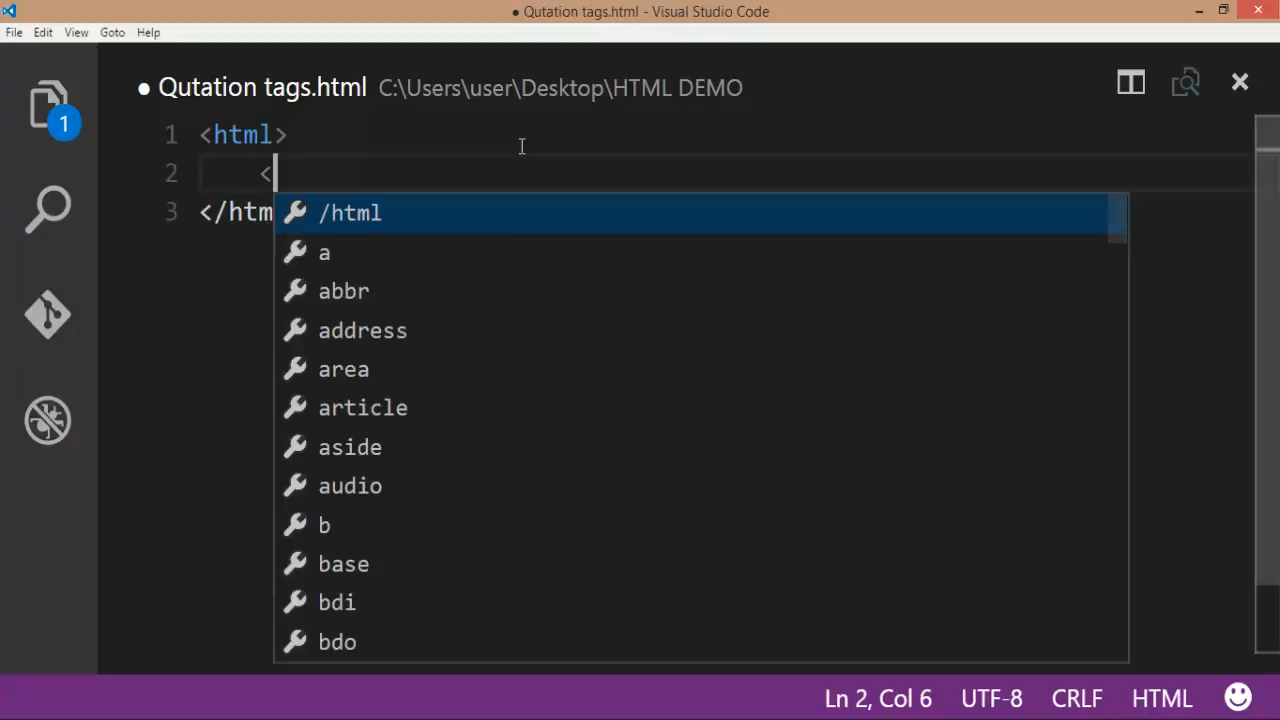 ● Qutation tags.html - Visual Studio Code
File Edit View Goto Help
● Qutation tags.html C:\Users\user\Desktop\HTML DEMO
1
1 <html>
2 <
3 </htm
/html
a
abbr
address
area
article
aside
audio
b
base
bdi
bdo
Ln 2, Col 6 UTF-8 CRLF HTML